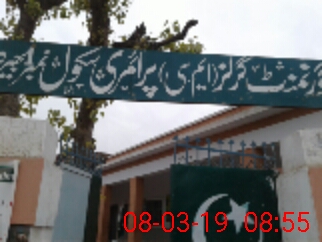 گورنمنٹ گرلز (ایم سی) پرائمری سکول نمبر
08-03-19 08:55